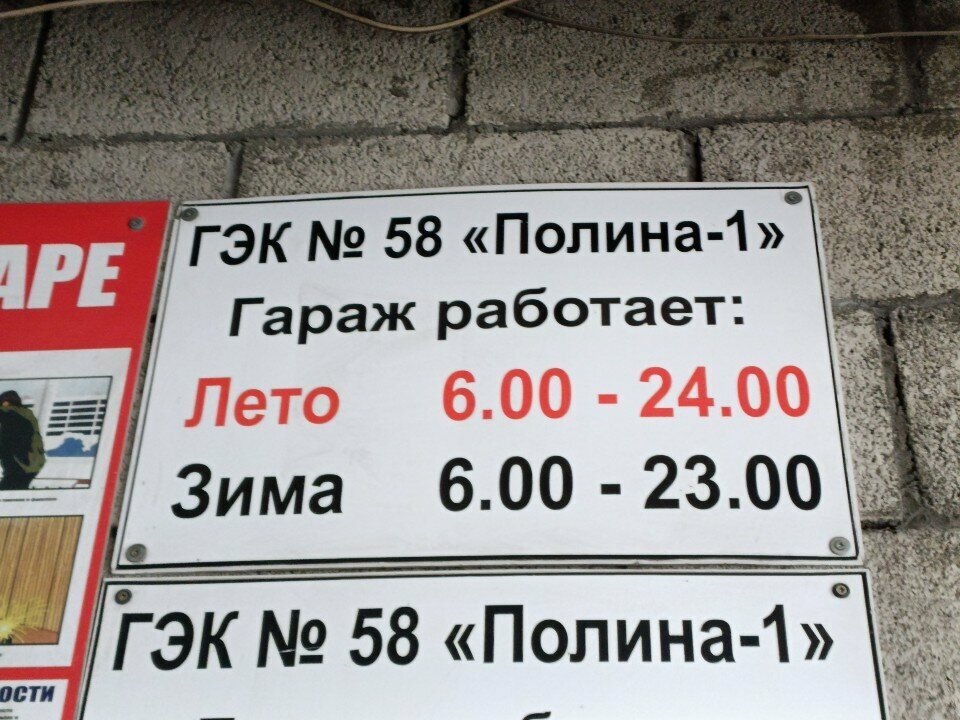 ГЭК № 58 «Полина-1»
Гараж работает:
Лето 6.00 - 24.00
Зима 6.00 - 23.00
ГЭК № 58 «Полина-1»
АРЕ
ОСТИ